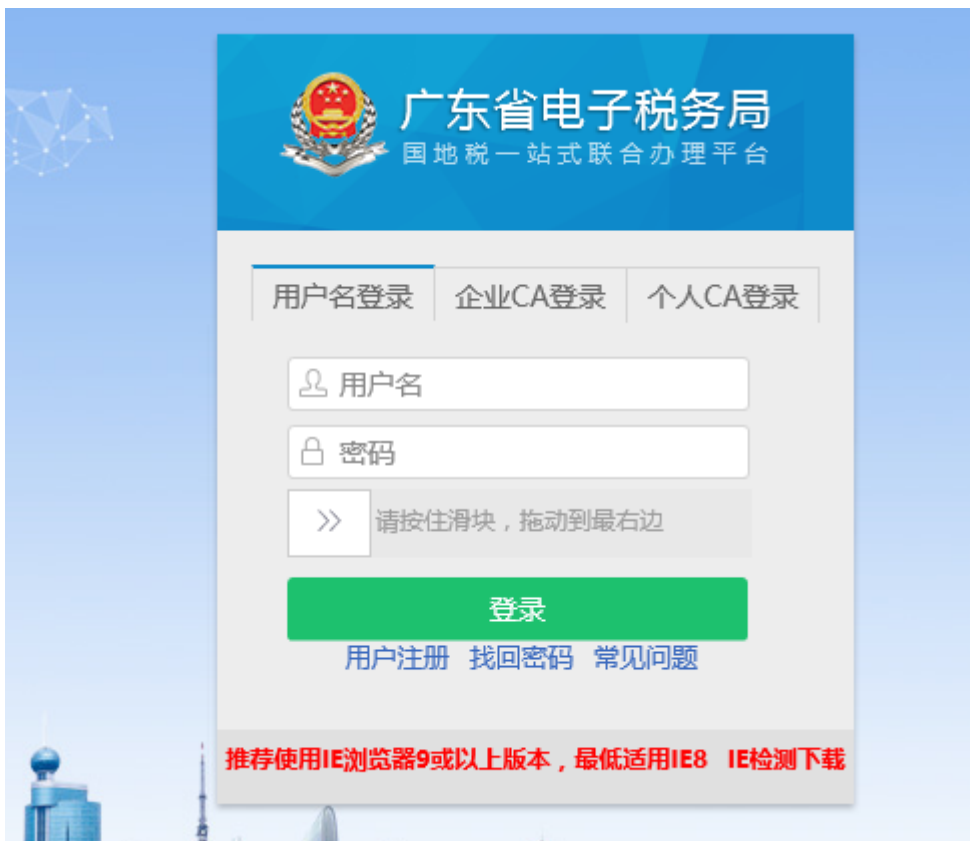 广东省电子税务局
国地税一站式联合办理平台
用户名登录 企业CA登录 个人CA登录
用户名
密码
>> 请按住滑块，拖动到最右边
登录
用户注册 找回密码 常见问题
推荐使用IE浏览器9或以上版本，最低适用IE8 IE检测下载